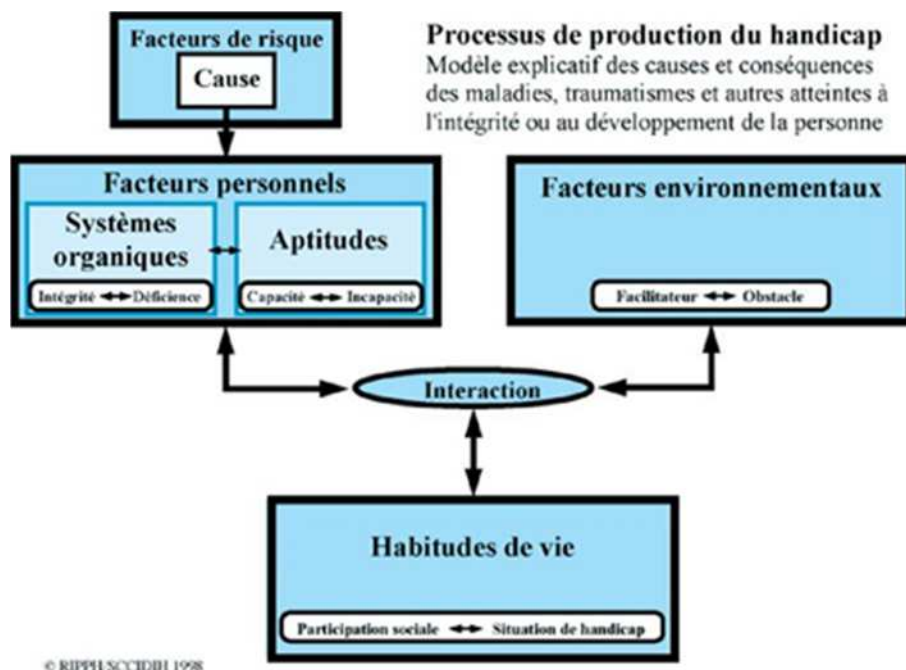 Facteurs de risque
Cause
Processus de production du handicap
Modèle explicatif des causes et conséquences
des maladies, traumatismes et autres atteintes à
l'intégrité ou au développement de la personne
Facteurs personnels
Systèmes
organiques
Intégrité Déficience
Aptitudes
Capacité Incapacité
Facteurs environnementaux
Facilitateur Obstacle
Interaction
Habitudes de vie
Participation sociale Situation de handicap
© RIPPH/SCCIDIH 1998